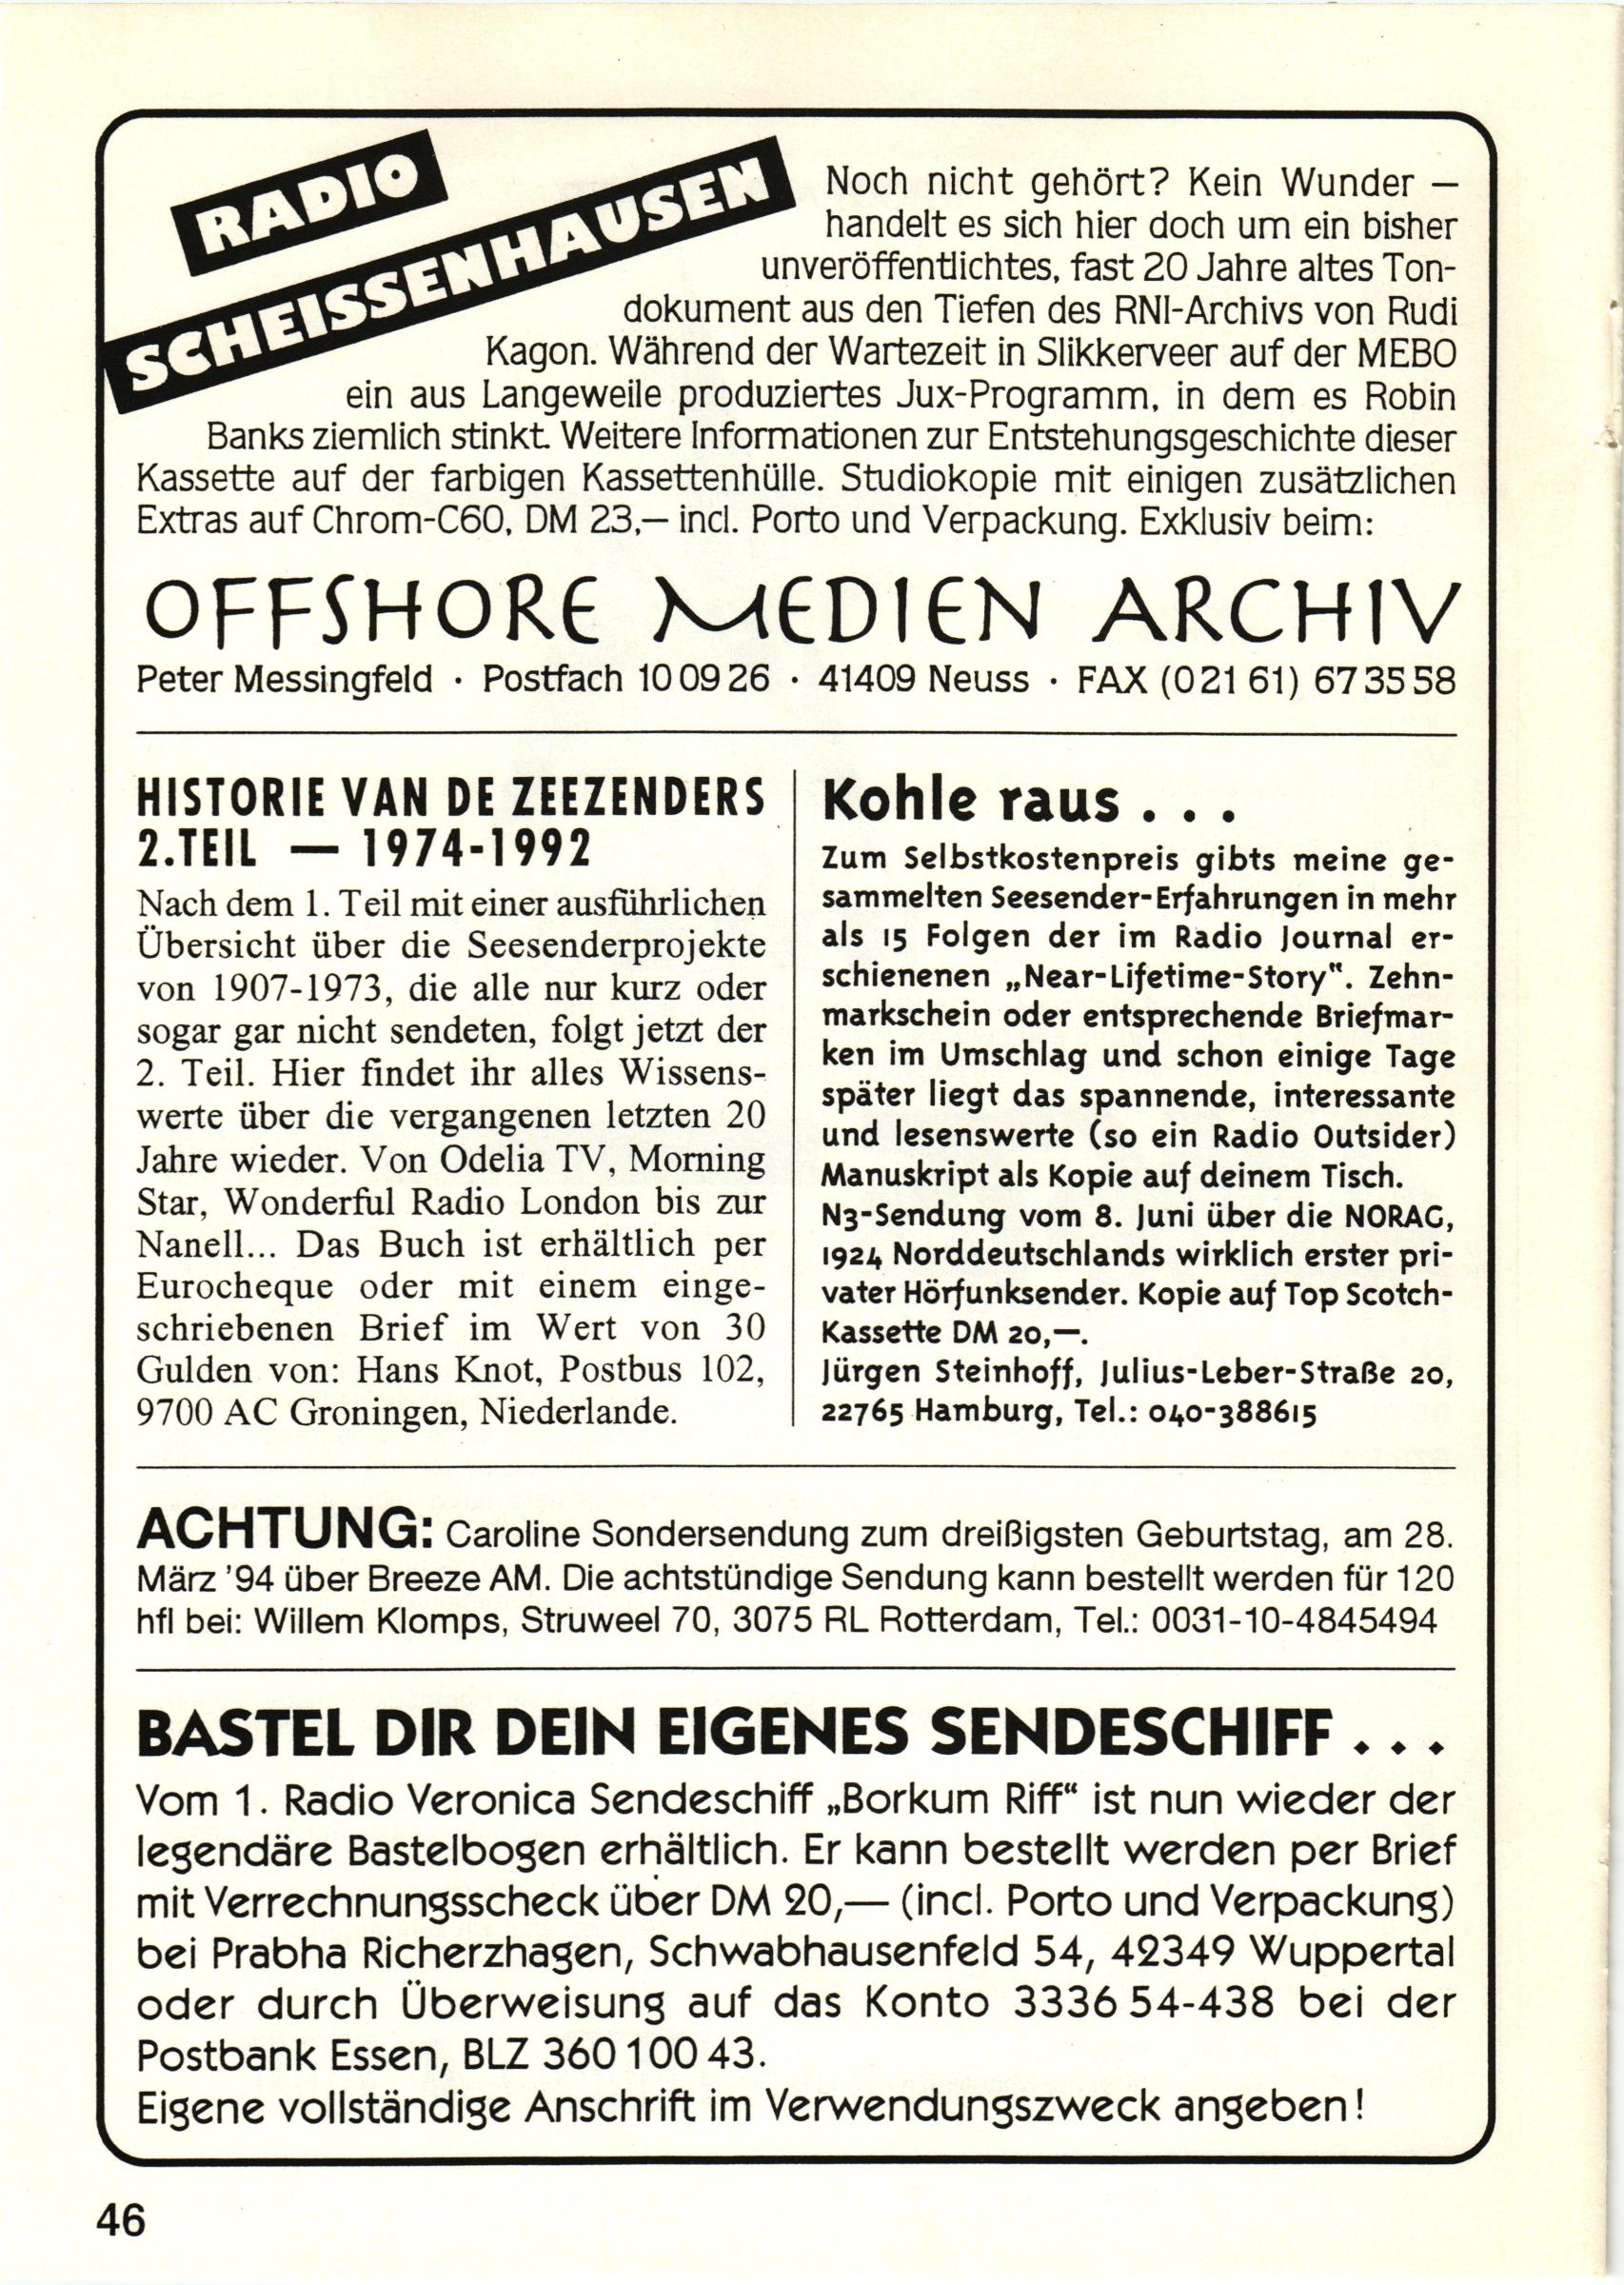 RADIO
SCHEISSENHAUSEN
Noch nicht gehört? Kein Wunder –
handelt es sich hier doch um ein bisher
unveröffentlichtes, fast 20 Jahre altes Ton-
dokument aus den Tiefen des RNI-Archivs von Rudi
Kagon. Während der Wartezeit in Slikkerveer auf der MEBO
ein aus Langeweile produziertes Jux-Programm, in dem es Robin
Banks ziemlich stinkt. Weitere Informationen zur Entstehungsgeschichte dieser
Kassette auf der farbigen Kassettenhülle. Studiokopie mit einigen zusätzlichen
Extras auf Chrom-C60, DM 23,– incl. Porto und Verpackung. Exklusiv beim:
OFFSHORE MEDIEN ARCHIV
Peter Messingfeld · Postfach 10 09 26 · 41409 Neuss · FAX (0 21 61) 67 35 58
HISTORIE VAN DE ZEEZENDERS
2.TEIL — 1974-1992
Nach dem 1. Teil mit einer ausführlichen
Übersicht über die Seesenderprojekte
von 1907-1973, die alle nur kurz oder
sogar gar nicht sendeten, folgt jetzt der
2. Teil. Hier findet ihr alles Wissens-
werte über die vergangenen letzten 20
Jahre wieder. Von Odelia TV, Morning
Star, Wonderful Radio London bis zur
Nanell... Das Buch ist erhältlich per
Eurocheque oder mit einem einge-
schriebenen Brief im Wert von 30
Gulden von: Hans Knot, Postbus 102,
9700 AC Groningen, Niederlande.
Kohle raus . . .
Zum Selbstkostenpreis gibts meine ge-
sammelten Seesender-Erfahrungen in mehr
als 15 Folgen der im Radio Journal er-
schienenen „Near-Lifetime-Story". Zehn-
markschein oder entsprechende Briefmar-
ken im Umschlag und schon einige Tage
später liegt das spannende, interessante
und lesenswerte (so ein Radio Outsider)
Manuskript als Kopie auf deinem Tisch.
N3-Sendung vom 8. Juni über die NORAG,
1924 Norddeutschlands wirklich erster pri-
vater Hörfunksender. Kopie auf Top Scotch-
Kassette DM 20,—.
Jürgen Steinhoff, Julius-Leber-Straße 20,
22765 Hamburg, Tel.: 040-388615
ACHTUNG: Caroline Sondersendung zum dreißigsten Geburtstag, am 28.
März '94 über Breeze AM. Die achtstündige Sendung kann bestellt werden für 120
hfl bei: Willem Klomps, Struweel 70, 3075 RL Rotterdam, Tel.: 0031-10-4845494
BASTEL DIR DEIN EIGENES SENDESCHIFF . . .
Vom 1. Radio Veronica Sendeschiff „Borkum Riff“ ist nun wieder der
legendäre Bastelbogen erhältlich. Er kann bestellt werden per Brief
mit Verrechnungsscheck über DM 20,— (incl. Porto und Verpackung)
bei Prabha Richerzhagen, Schwabhausenfeld 54, 42349 Wuppertal
oder durch Überweisung auf das Konto 3336 54-438 bei der
Postbank Essen, BLZ 360 100 43.
Eigene vollständige Anschrift im Verwendungszweck angeben!
46